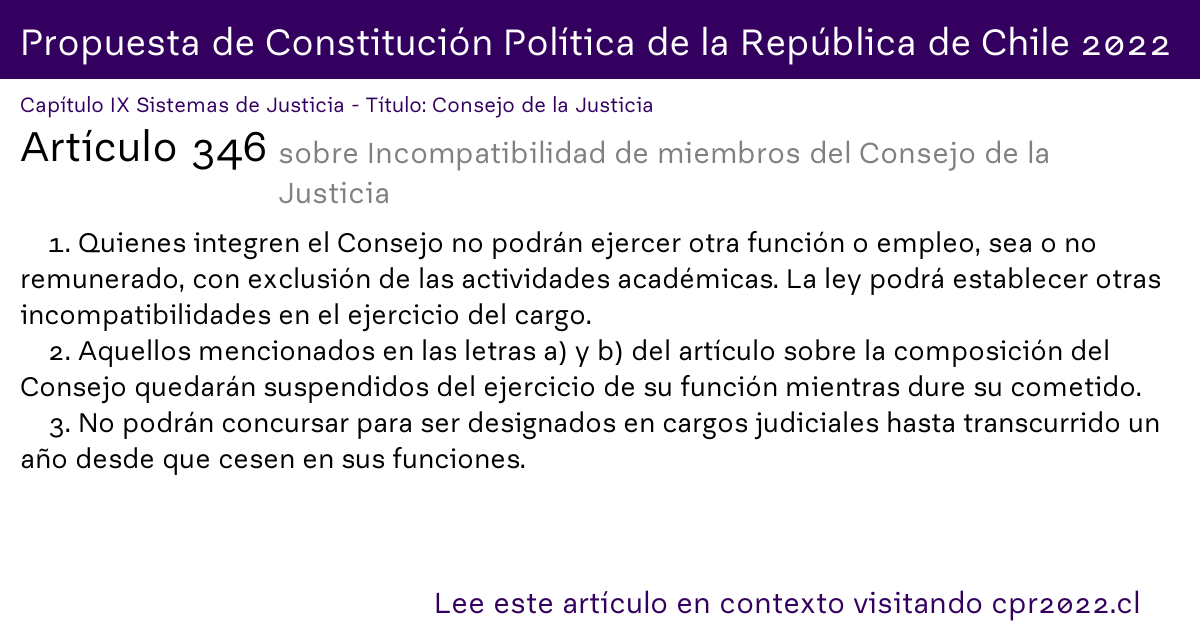 Propuesta de Constitución Política de la República de Chile 2022
Capítulo IX Sistemas de Justicia - Título: Consejo de la Justicia
Artículo 346 sobre Incompatibilidad de miembros del Consejo de la
Justicia
1. Quienes integren el Consejo no podrán ejercer otra función o empleo, sea o no
remunerado, con exclusión de las actividades académicas. La ley podrá establecer otras
incompatibilidades en el ejercicio del cargo.
2. Aquellos mencionados en las letras a) y b) del artículo sobre la composición del
Consejo quedarán suspendidos del ejercicio de su función mientras dure su cometido.
3. No podrán concursar para ser designados en cargos judiciales hasta transcurrido un
año desde que cesen en sus funciones.
Lee este artículo en contexto visitando cpr2022.cl